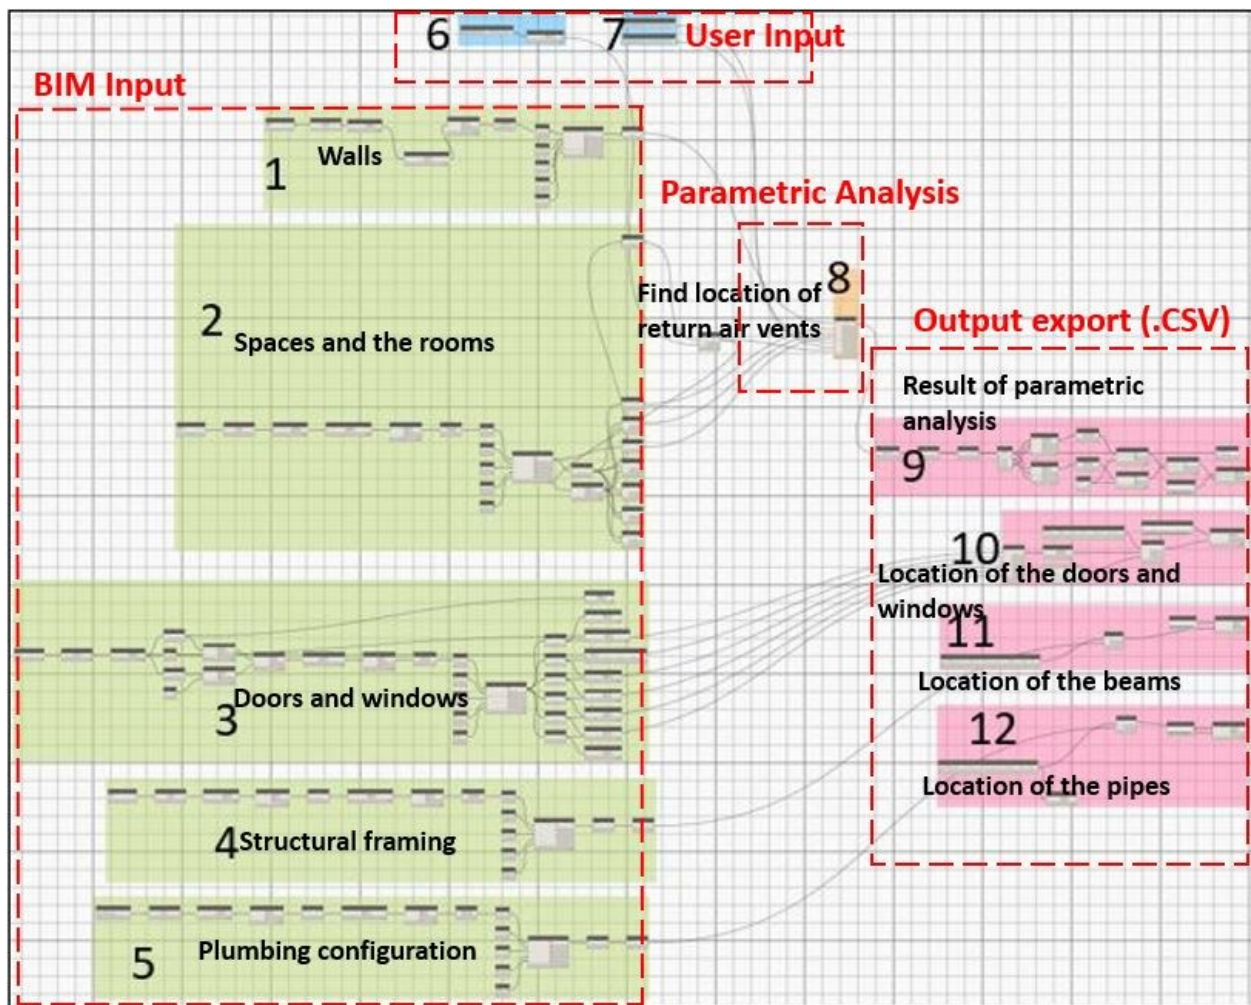 6
7
User Input
BIM Input
1
Walls
Parametric Analysis
8
Find location of
return air vents
2
Spaces and the rooms
Output export (.CSV)
Result of parametric
analysis
9
10
Location of the doors and
windows
11
Location of the beams
3
Doors and windows
12
Location of the pipes
4
Structural framing
5
Plumbing configuration